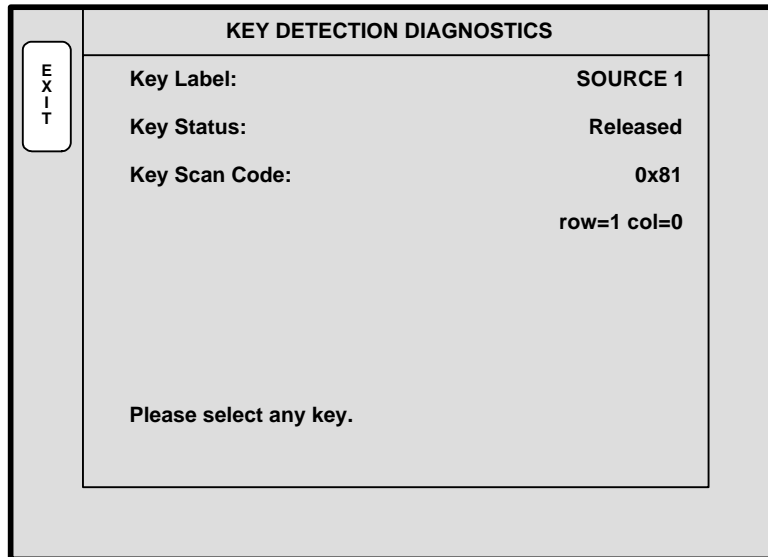 KEY DETECTION DIAGNOSTICS
EXIT
Key Label: SOURCE 1
Key Status: Released
Key Scan Code: 0x81
row=1 col=0
Please select any key.